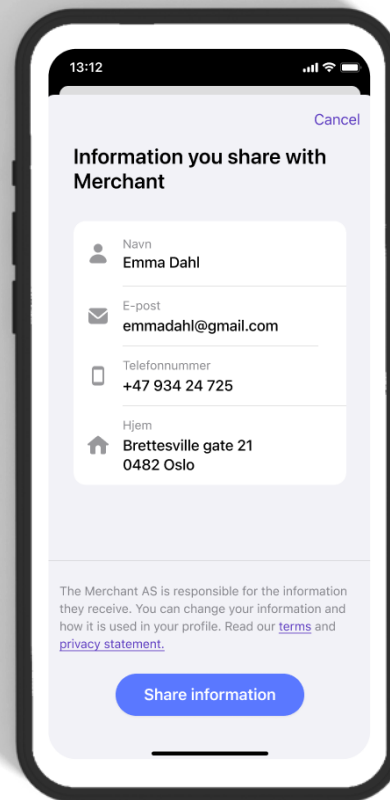 13:12
Cancel
Information you share with
Merchant
Navn
Emma Dahl
E-post
emmadahl@gmail.com
Telefonnummer
+47 934 24 725
Hjem
Brettesville gate 21
0482 Oslo
The Merchant AS is responsible for the information
they receive. You can change your information and
how it is used in your profile. Read our terms and
privacy statement.
Share information